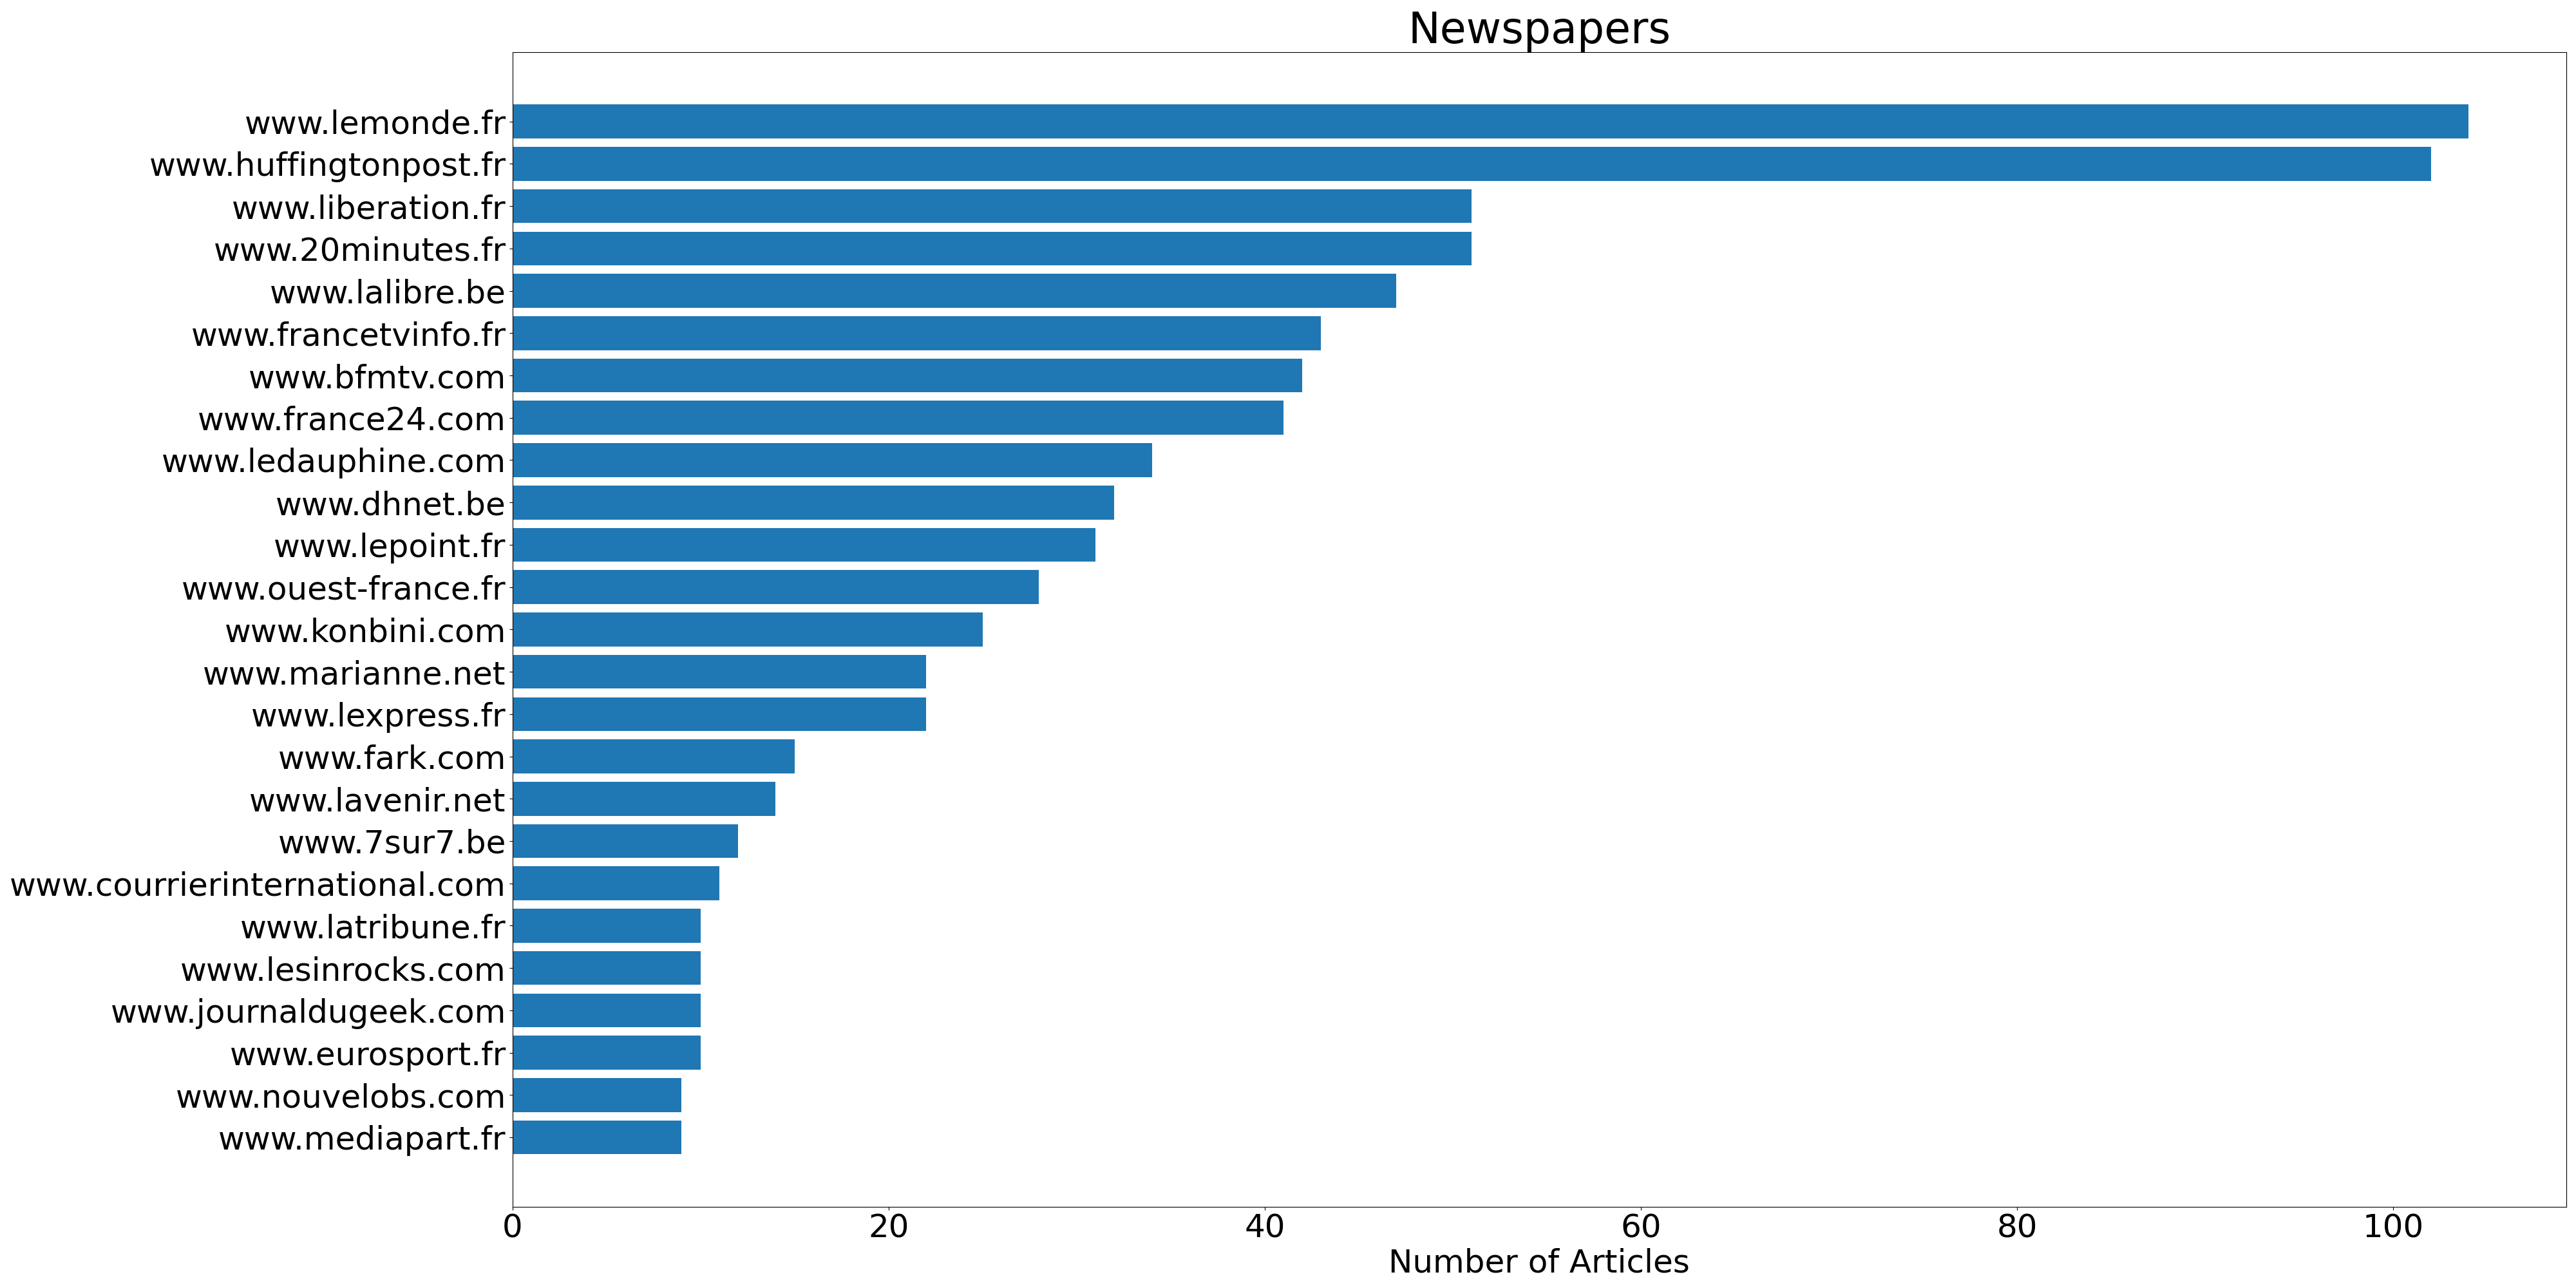 Newspapers
www.lemonde.fr
www.huffingtonpost.fr
www.liberation.fr
www.20minutes.fr
www.lalibre.be
www.francetvinfo.fr
www.bfmtv.com
www.france24.com
www.ledauphine.com
www.dhnet.be
www.lepoint.fr
www.ouest-france.fr
www.konbini.com
www.marianne.net
www.lexpress.fr
www.fark.com
www.lavenir.net
www.7sur7.be
www.courrierinternational.com
www.latribune.fr
www.lesinrocks.com
www.journaldugeek.com
www.eurosport.fr
www.nouvelobs.com
www.mediapart.fr
0 20 40 60 80 100
Number of Articles